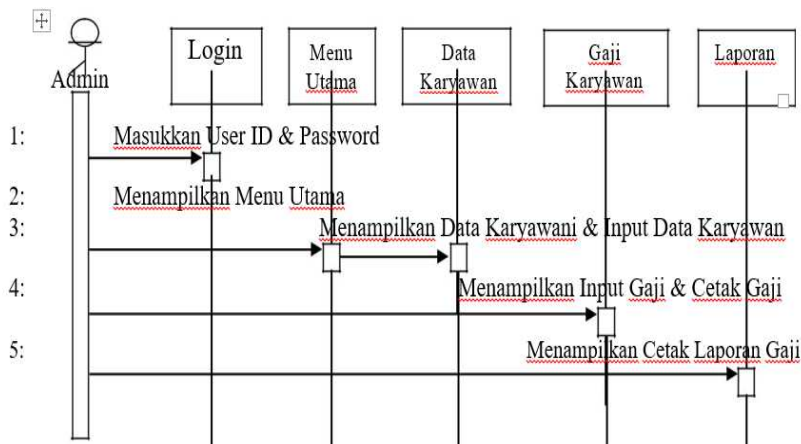 Admin
Login
Menu
Utama
Data
Karyawan
Gaji
Karyawan
Laporan
1: Masukkan User ID & Password
2: Menampilkan Menu Utama
3: Menampilkan Data Karyawani & Input Data Karyawan
4: Menampilkan Input Gaji & Cetak Gaji
5: Menampilkan Cetak Laporan Gaji